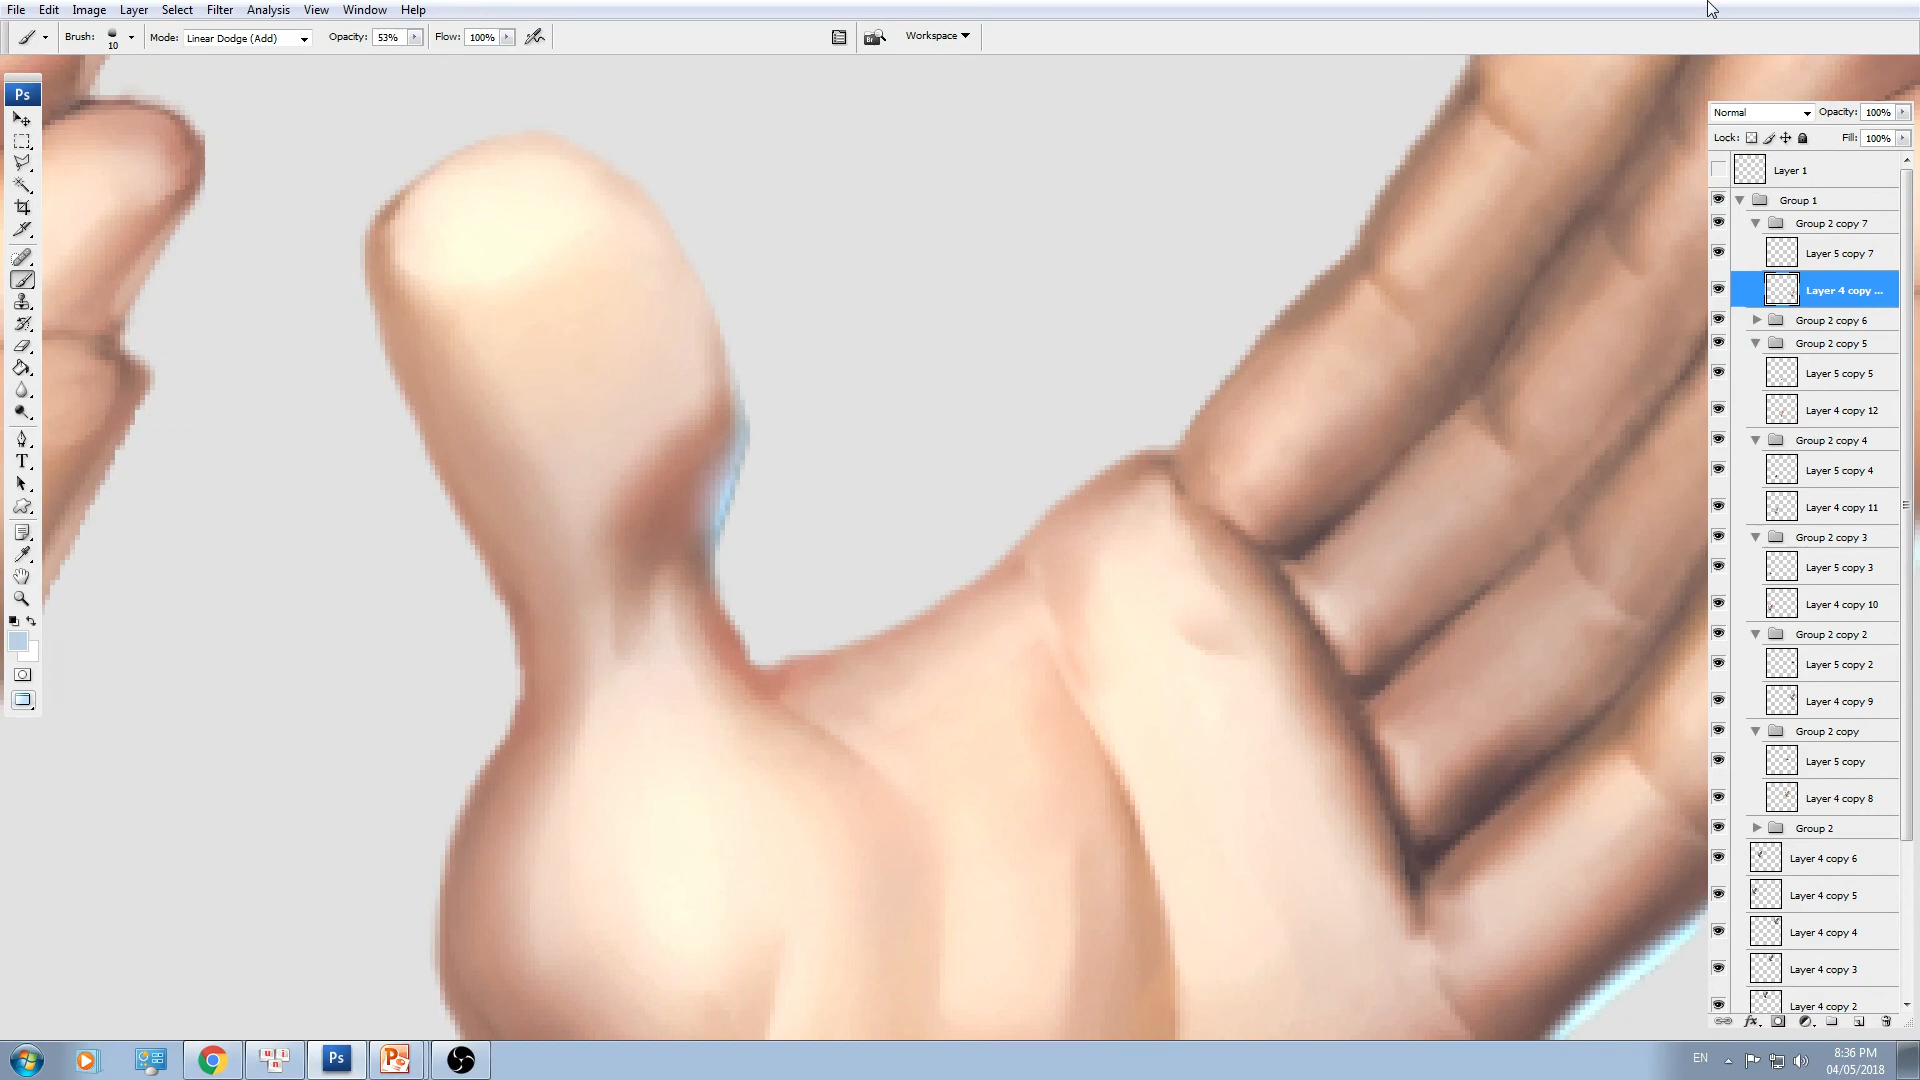 File Edit Image Layer Select Filter Analysis View Window Help
Brush: 10 Mode: Linear Dodge (Add) Opacity: 53% Flow: 100% Workspace
Ps
T
Normal Opacity: 100%
Lock: Fill: 100%
Layer 1
Group 1
Group 2 copy 7
Layer 5 copy 7
Layer 4 copy ...
Group 2 copy 6
Group 2 copy 5
Layer 5 copy 5
Layer 4 copy 12
Group 2 copy 4
Layer 5 copy 4
Layer 4 copy 11
Group 2 copy 3
Layer 5 copy 3
Layer 4 copy 10
Group 2 copy 2
Layer 5 copy 2
Layer 4 copy 9
Group 2 copy
Layer 5 copy
Layer 4 copy 8
Group 2
Layer 4 copy 6
Layer 4 copy 5
Layer 4 copy 4
Layer 4 copy 3
Layer 4 copy 2
fx
Ps
EN
8:36 PM
04/05/2018